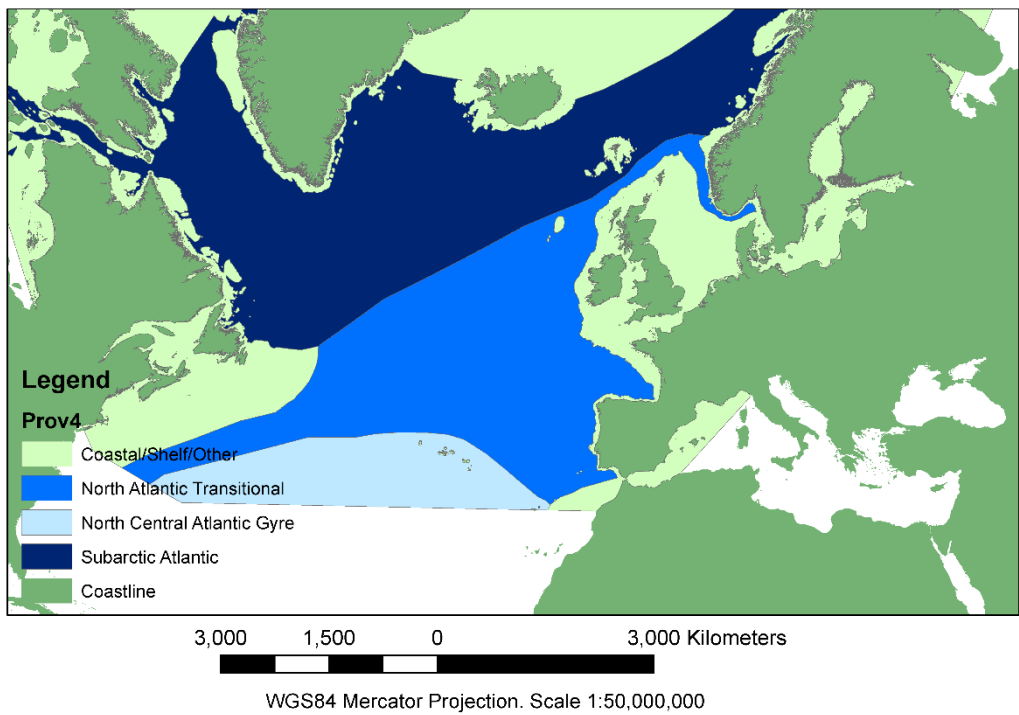 Legend
Prov4
Coastal/Shelf/Other
North Atlantic Transitional
North Central Atlantic Gyre
Subarctic Atlantic
Coastline
3,000 1,500 0 3,000 Kilometers
WGS84 Mercator Projection. Scale 1:50,000,000